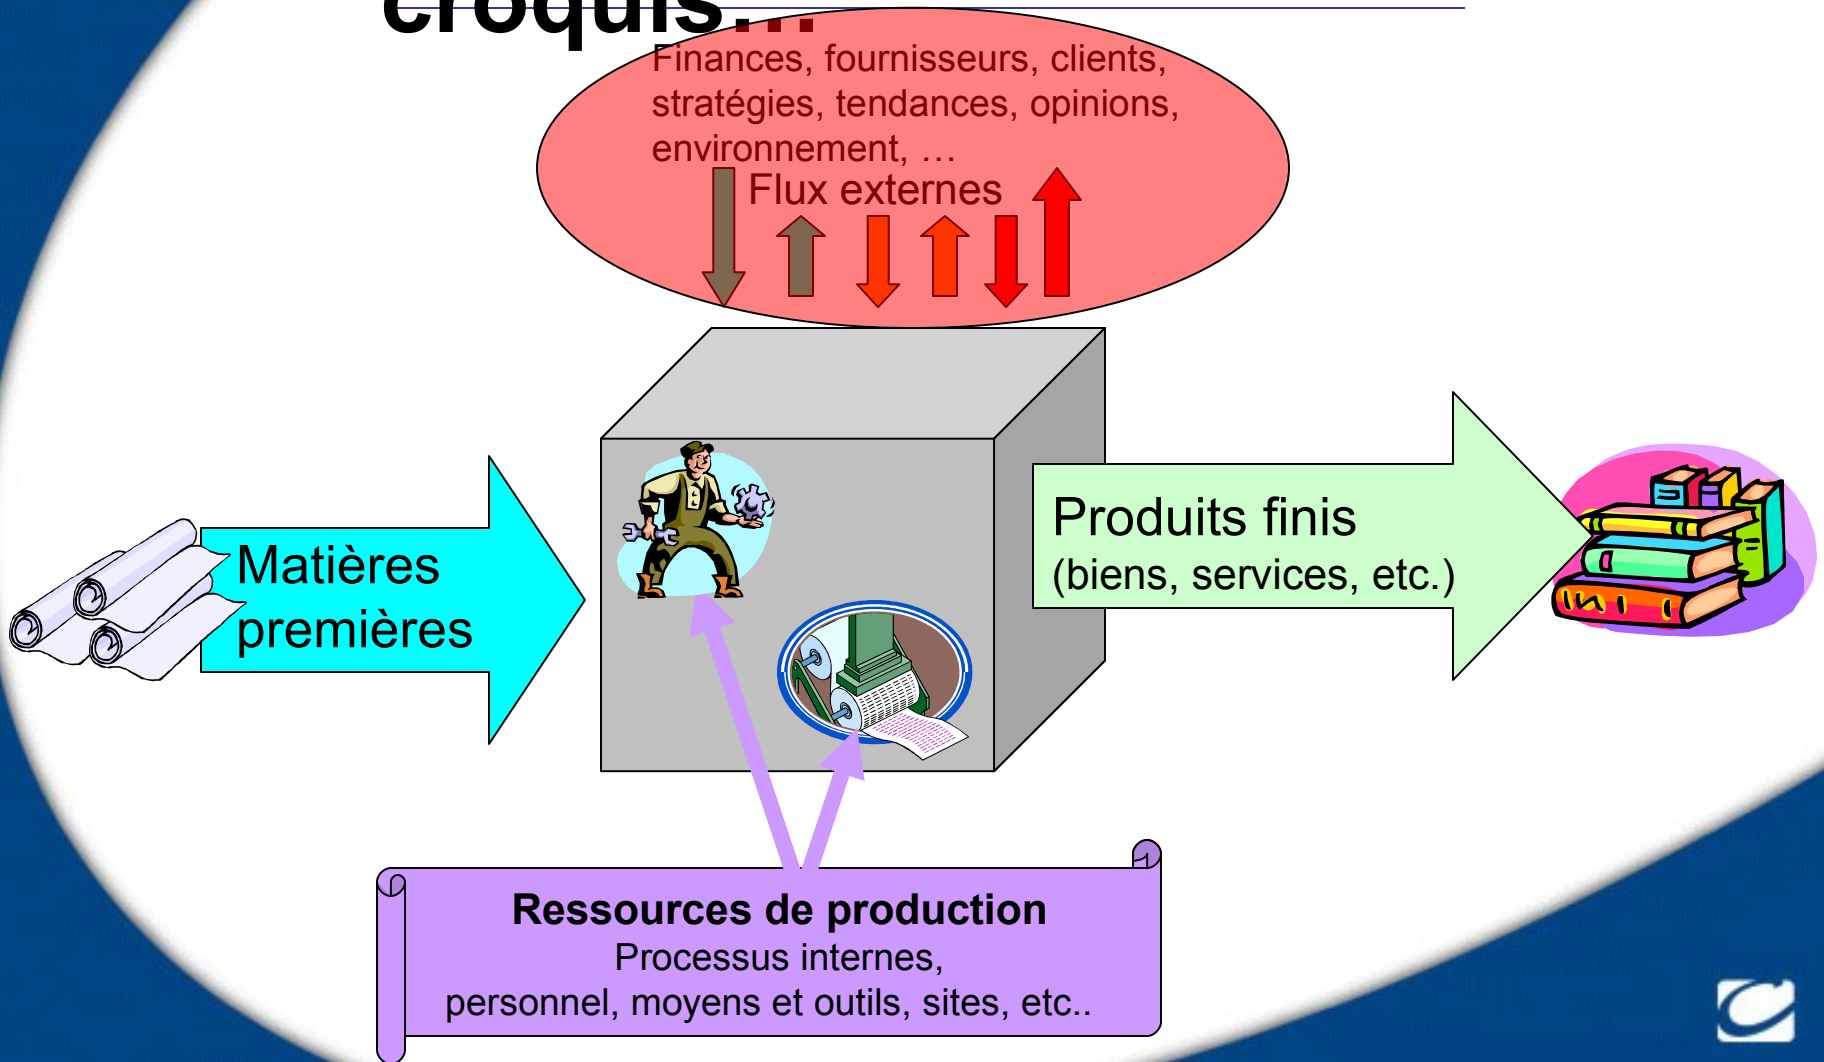 croquis...
Finances, fournisseurs, clients,
stratégies, tendances, opinions,
environnement, …
Flux externes
Matières
premières
Produits finis
(biens, services, etc.)
Ressources de production
Processus internes,
personnel, moyens et outils, sites, etc..